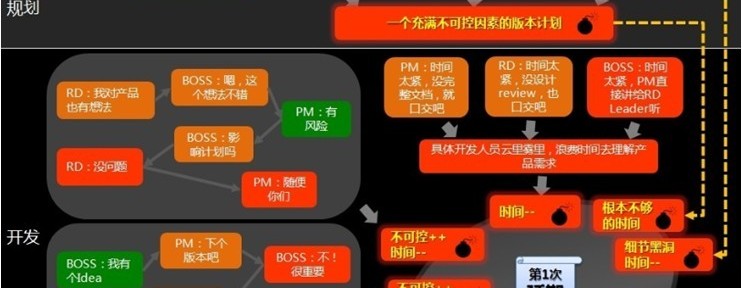 规划
一个充满不可控因素的版本计划
RD：我对产
品也有想法
BOSS：嗯，这
个想法不错
PM：有
风险
BOSS：影
响计划吗
RD：没问题
PM：随便
你们
PM：时间
太紧，没完
整文档，就
口交吧
RD：时间太
紧，没设计
review，也
口交吧
BOSS：时间
太紧，PM直
接讲给RD
Leader听
具体开发人员云里雾里，浪费时间去理解产
品需求
时间--
根本不够
的时间
不可控++
时间--
细节黑洞
时间--
开发
BOSS：我有
个Idea
PM：下个
版本吧
BOSS：不！
很重要
第1次
不可控++